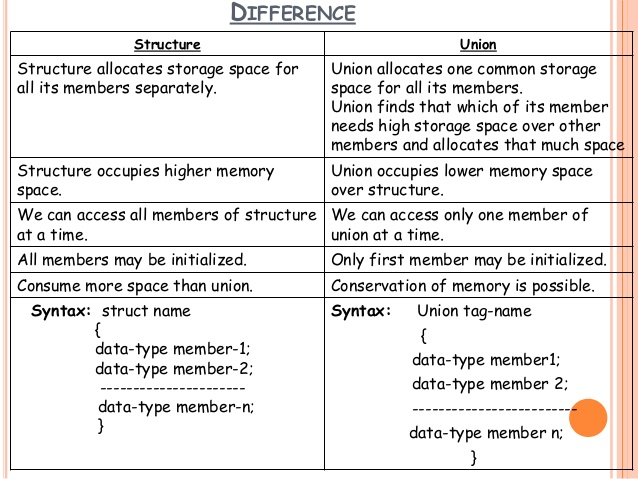 DIFFERENCE
Structure
Union
Structure allocates storage space for
all its members separately.
Union allocates one common storage
space for all its members.
Union finds that which of its member
needs high storage space over other
members and allocates that much space
Structure occupies higher memory
space.
Union occupies lower memory space
over structure.
We can access all members of structure
at a time.
We can access only one member of
union at a time.
All members may be initialized.
Only first member may be initialized.
Consume more space than union.
Conservation of memory is possible.
Syntax: struct name
{
data-type member-1;
data-type member-2;
----------------------
data-type member-n;
}
Syntax: Union tag-name
{
data-type member1;
data-type member 2;
-------------------------
data-type member n;
}